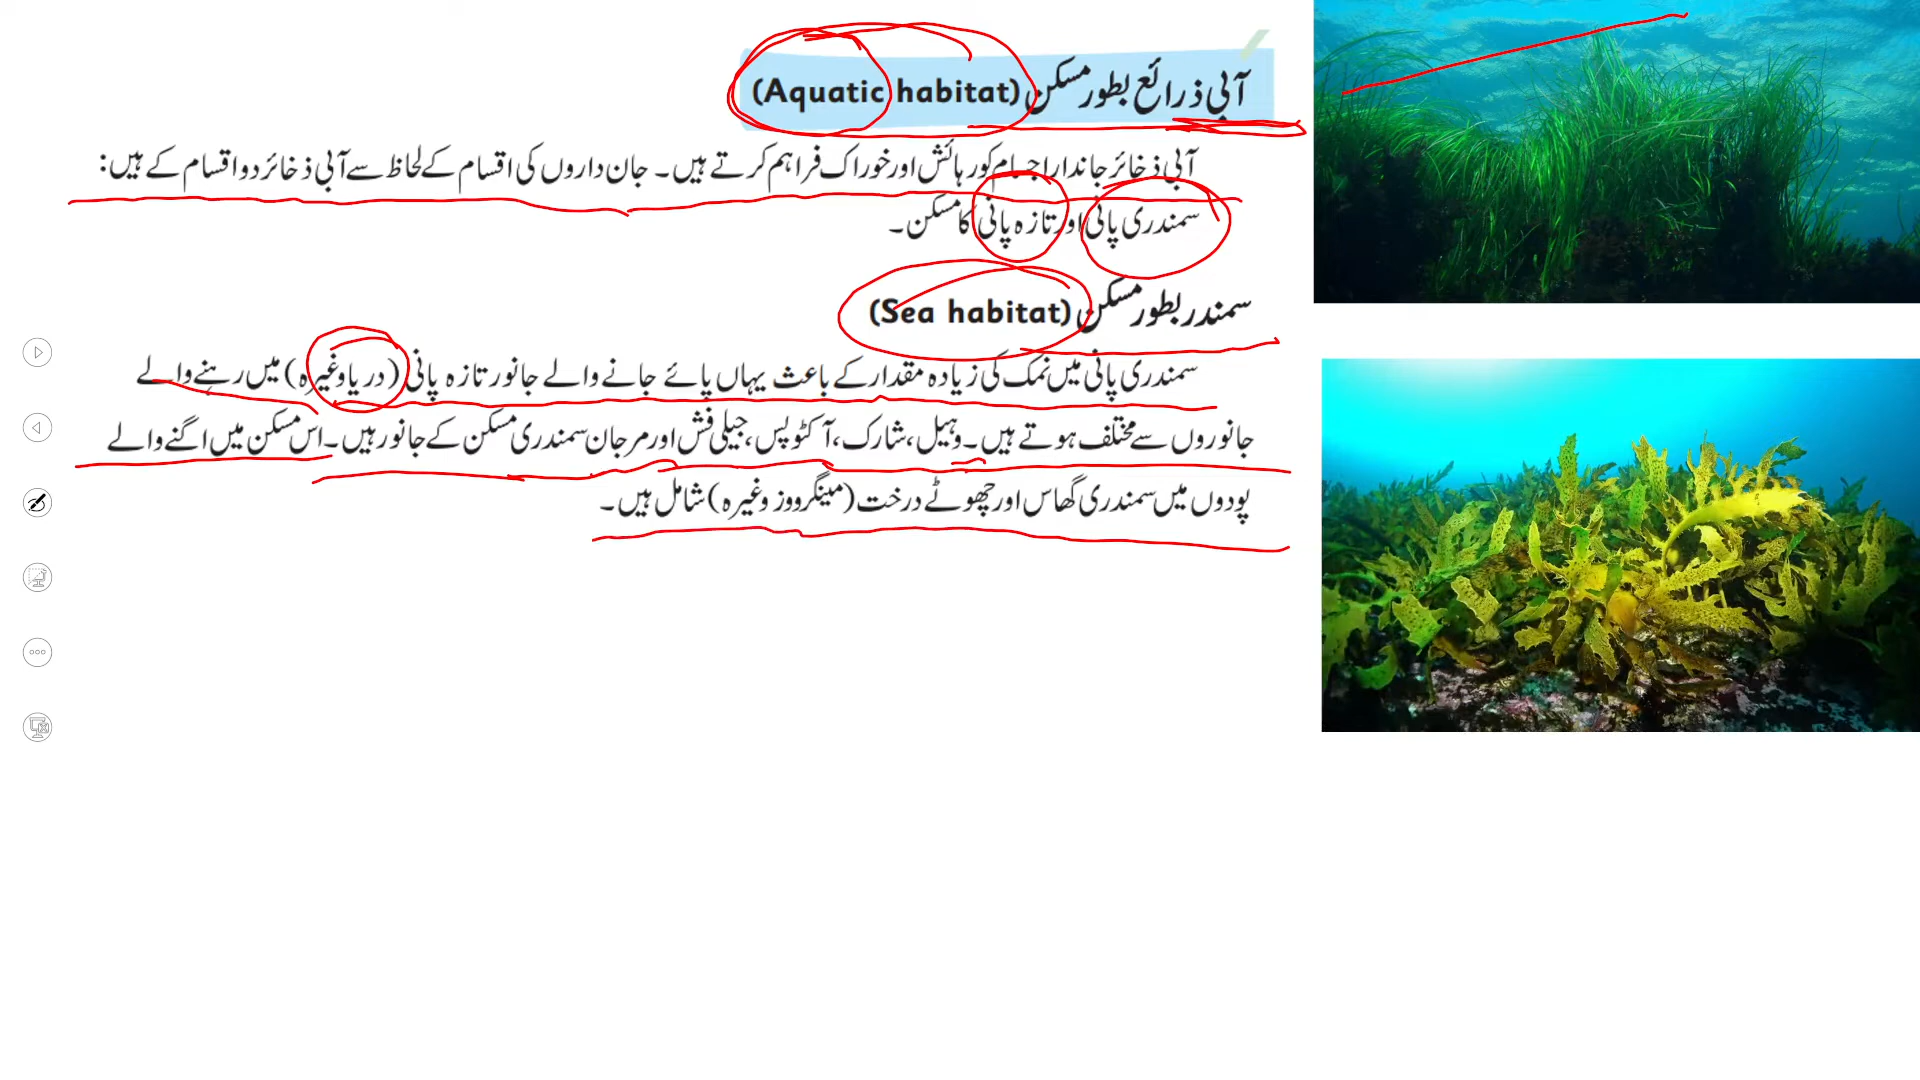 آبی ذرائع بطور مسکن (Aquatic habitat)
آبی ذخائر جاندار اجسام کو رہائش اور خوراک فراہم کرتے ہیں۔ جان داروں کی اقسام کے لحاظ سے آبی ذخائر دو اقسام کے ہیں:
سمندری پانی اور تازہ پانی کا مسکن۔
سمندر بطور مسکن (Sea habitat)
سمندری پانی میں نمک کی زیادہ مقدار کے باعث یہاں پائے جانے والے جانور تازہ پانی (دریا وغیرہ) میں رہنے والے
جانوروں سے مختلف ہوتے ہیں۔ وہیل، شارک، آکٹوپس، جیلی فش اور مرجان سمندری مسکن کے جانور ہیں۔ اس مسکن میں اگنے والے
پودوں میں سمندری گھاس اور چھوٹے درخت (مینگرووز وغیرہ) شامل ہیں۔